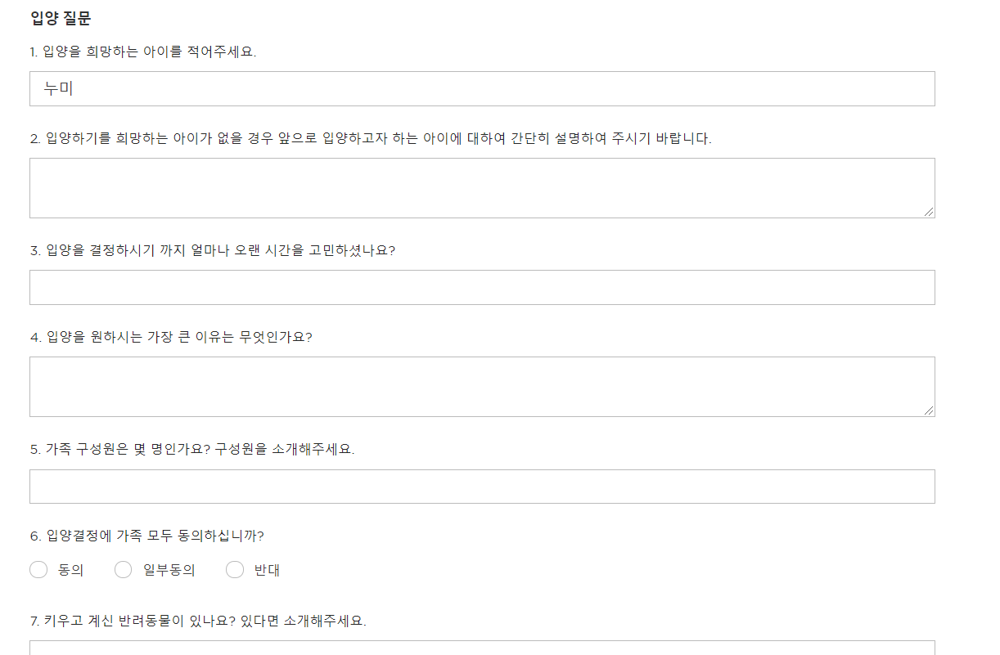 입양 질문
1. 입양을 희망하는 아이를 적어주세요.
누미
2. 입양하기를 희망하는 아이가 없을 경우 앞으로 입양하고자 하는 아이에 대하여 간단히 설명하여 주시기 바랍니다.
3. 입양을 결정하시기 까지 얼마나 오랜 시간을 고민하셨나요?
4. 입양을 원하시는 가장 큰 이유는 무엇인가요?
5. 가족 구성원은 몇 명인가요? 구성원을 소개해주세요.
6. 입양결정에 가족 모두 동의하십니까?
동의 일부동의 반대
7. 키우고 계신 반려동물이 있나요? 있다면 소개해주세요.